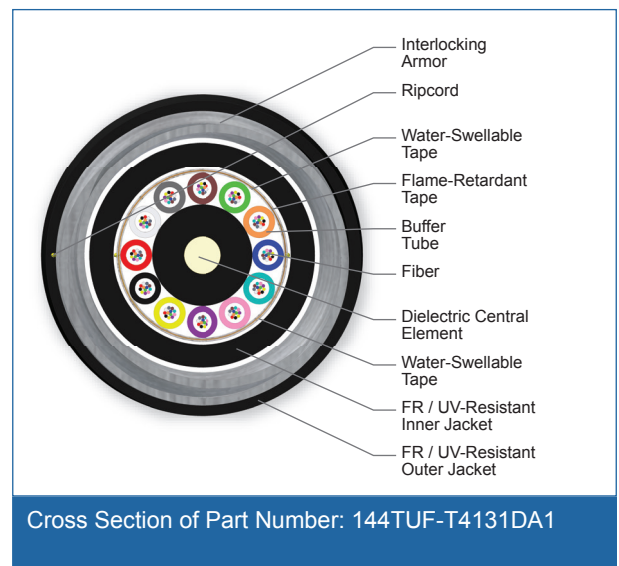 Interlocking
Armor
Ripcord
Water-Swellable
Tape
Flame-Retardant
Tape
Buffer
Tube
Fiber
Dielectric Central
Element
Water-Swellable
Tape
FR / UV-Resistant
Inner Jacket
FR / UV-Resistant
Outer Jacket
Cross Section of Part Number: 144TUF-T4131DA1